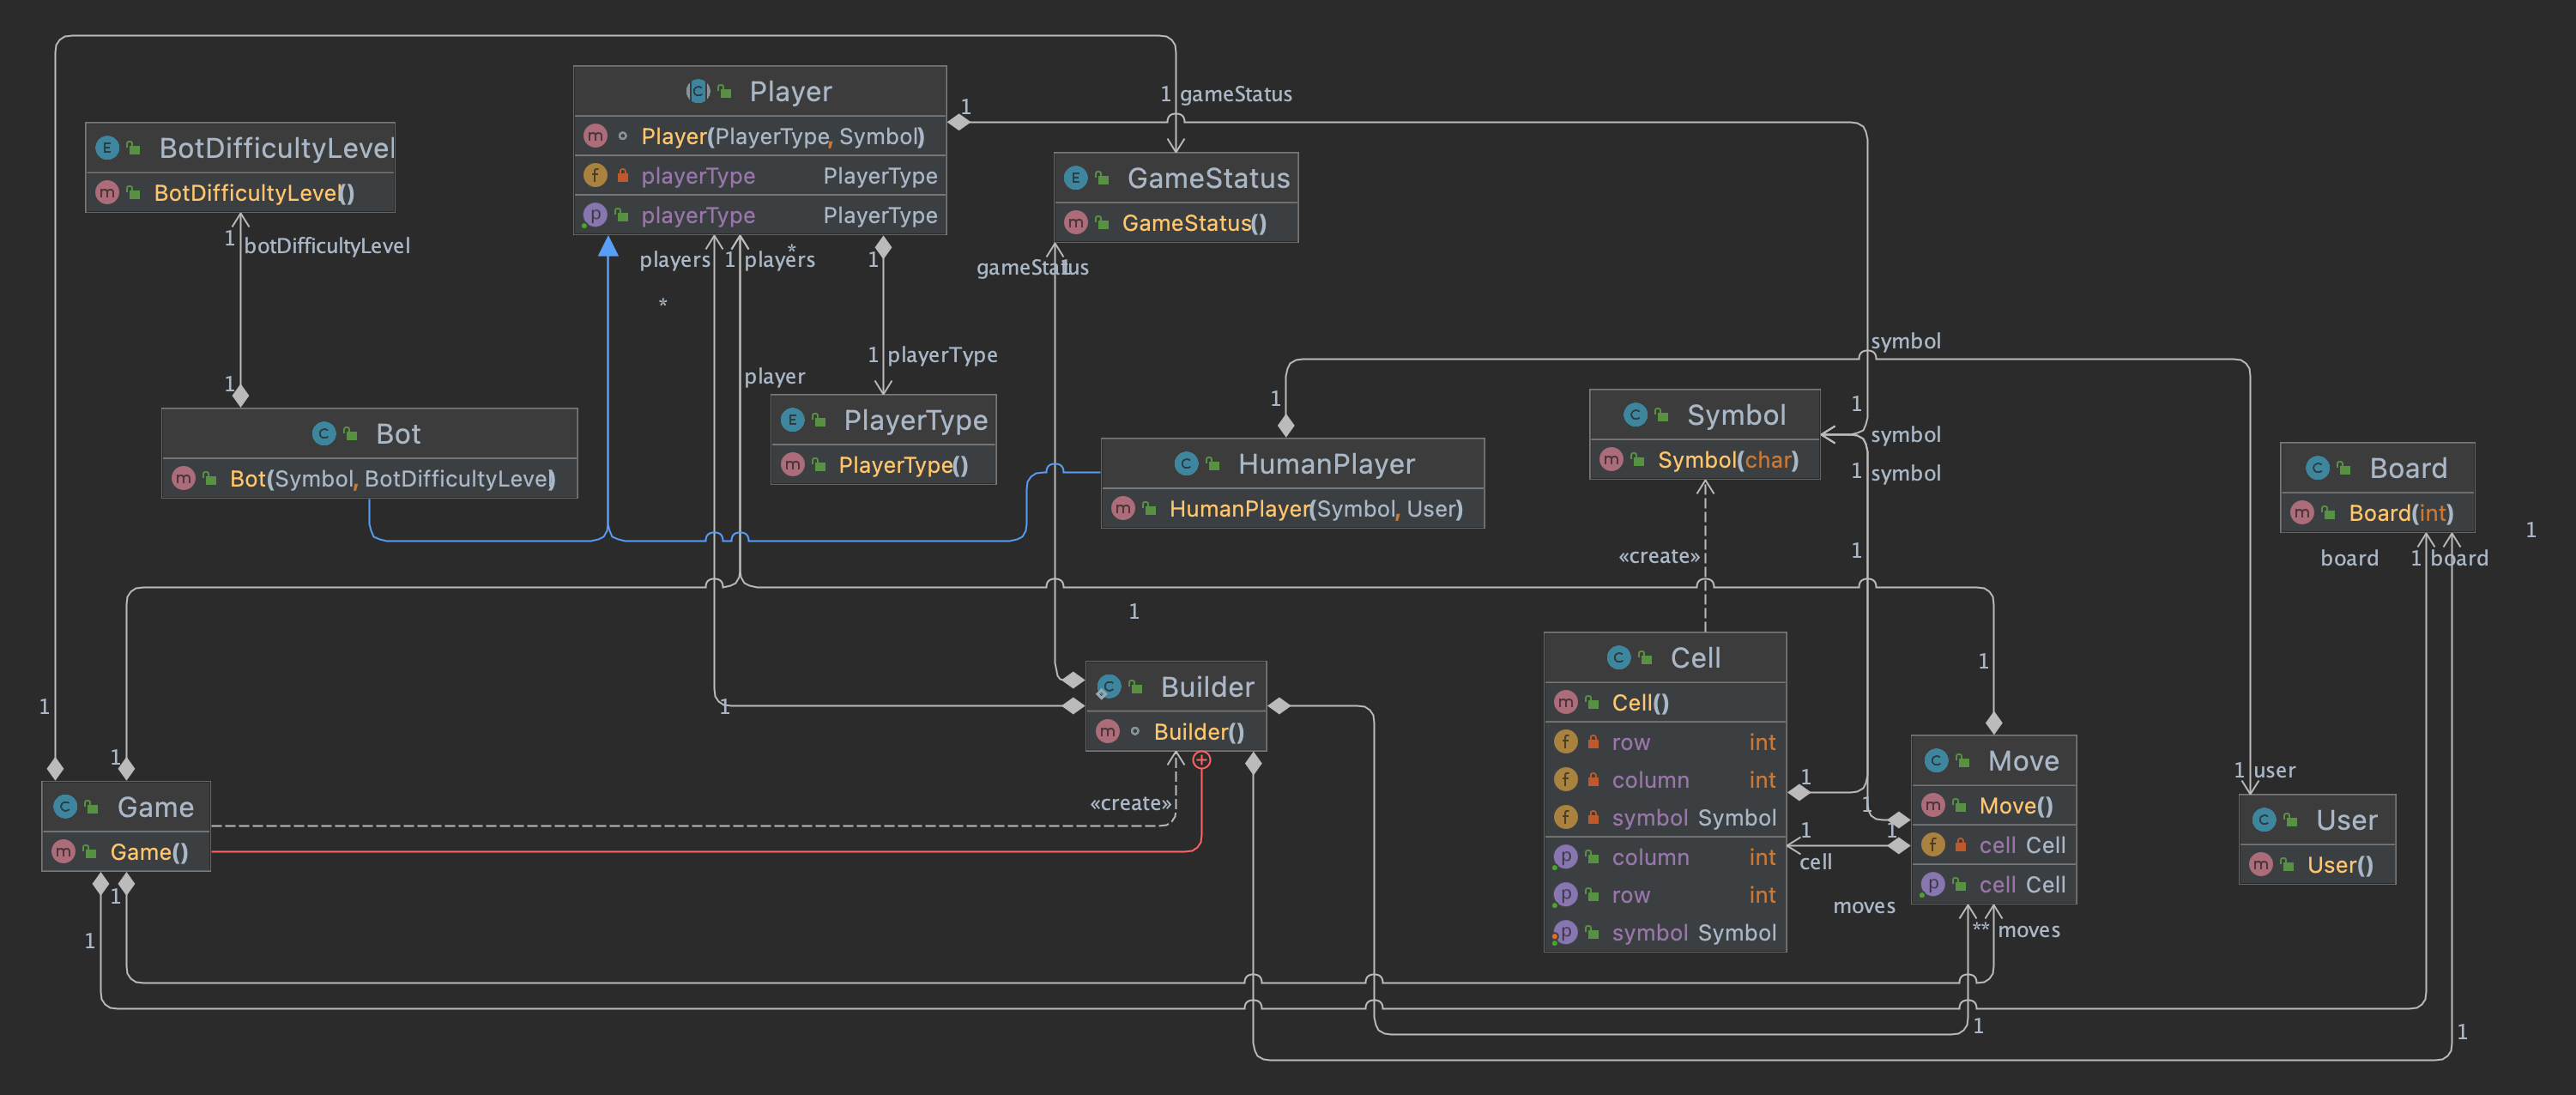 1 gameStatus
Player
Player(PlayerType, Symbol)
playerType PlayerType
playerType PlayerType
1
BotDifficultyLevel
BotDifficultyLevel()
1 botDifficultyLevel
1
GameStatus
GameStatus()
gameStatus 1
players 1 players *
*
1
1 playerType
player
PlayerType
PlayerType()
Bot
Bot(Symbol, BotDifficultyLevel)
1
HumanPlayer
HumanPlayer(Symbol, User)
symbol
1
symbol
1 symbol
1
Symbol
Symbol(char)
«create»
Board
Board(int)
1
board 1 board
1
1
Builder
Builder()
1
«create»
Cell
Cell()
row int
column int
symbol Symbol
column int
row int
symbol Symbol
1
1
1
1
cell
1
Move
Move()
cell Cell
cell Cell
moves
** moves
1 user
User
User()
1
1
Game
Game()
1
1
1
1